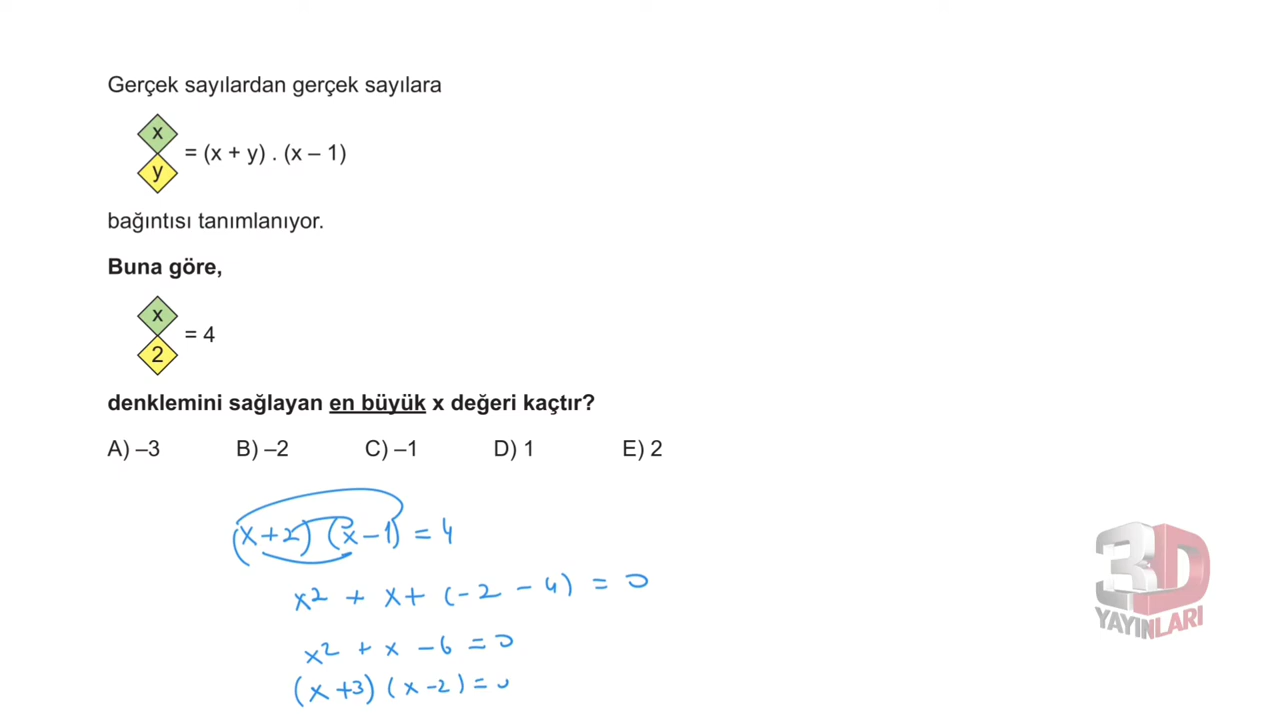 Gerçek sayılardan gerçek sayılara
x
y
= (x + y) . (x – 1)
bağıntısı tanımlanıyor.
Buna göre,
x
2
= 4
denklemini sağlayan en büyük x değeri kaçtır?
A) –3 B) –2 C) –1 D) 1 E) 2
(x+2) (x-1) = 4
x² + x + (-2 - 4) = 0
x² + x - 6 = 0
(x+3) (x-2) = 0
3D
YAYINLARI